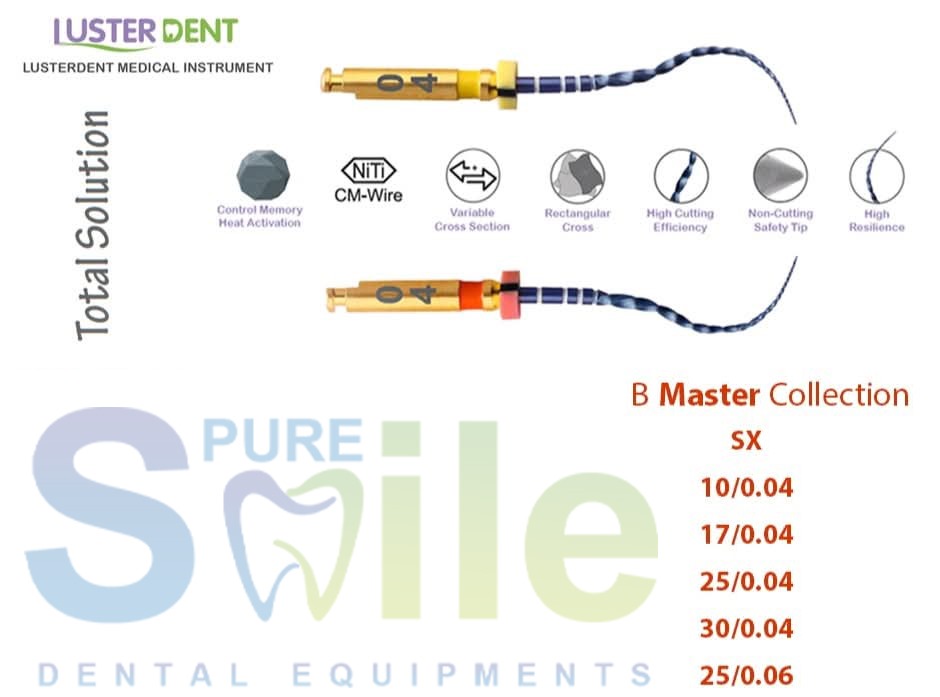 LUSTER DENT
LUSTERDENT MEDICAL INSTRUMENT
Total Solution
04
Control Memory
Heat Activation
NiTi
CM-Wire
Variable
Cross Section
Rectangular
Cross
High Cutting
Efficiency
Non-Cutting
Safety Tip
High
Resilience
04
B Master Collection
SX
10/0.04
17/0.04
25/0.04
30/0.04
25/0.06
PURE
Smile
DENTAL EQUIPMENTS